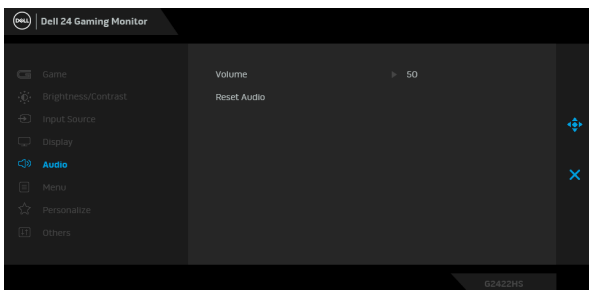 DELL
Dell 24 Gaming Monitor
Game
Brightness/Contrast
Input Source
Display
Audio
Menu
Personalize
Others
Volume 50
Reset Audio
G2422HS